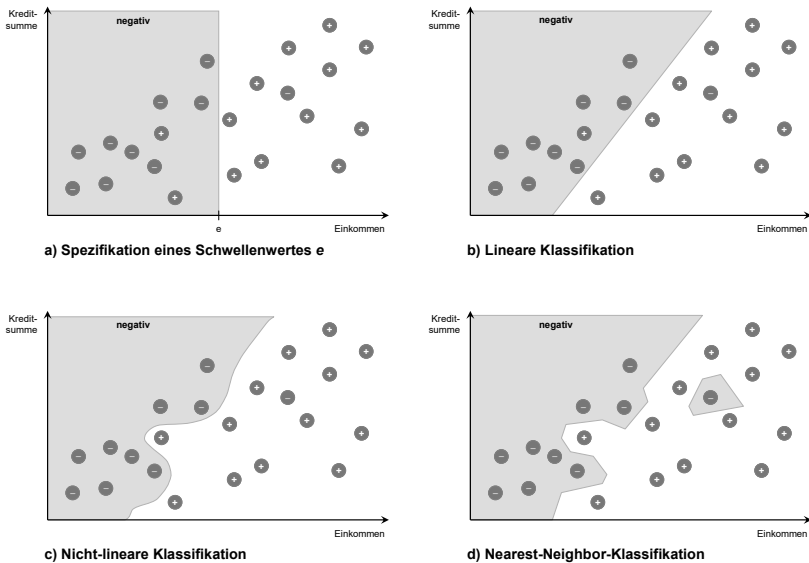 Kredit-
summe
negativ
e
Einkommen
a) Spezifikation eines Schwellenwertes e
Kredit-
summe
negativ
Einkommen
b) Lineare Klassifikation
Kredit-
summe
negativ
Einkommen
c) Nicht-lineare Klassifikation
Kredit-
summe
negativ
Einkommen
d) Nearest-Neighbor-Klassifikation